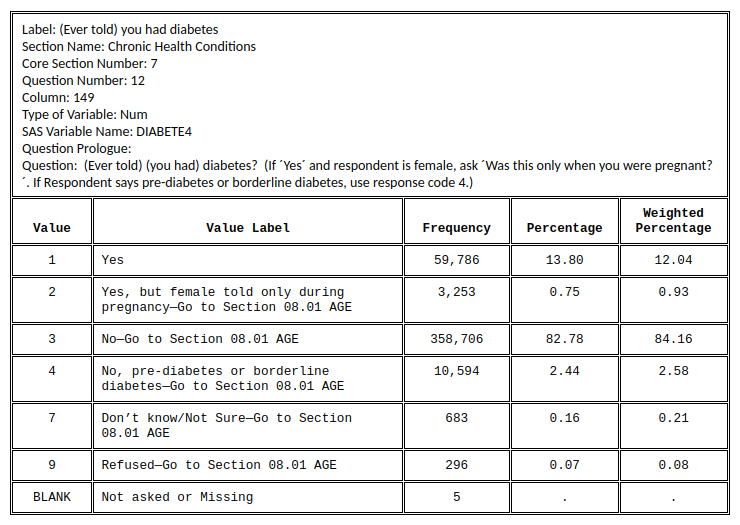 Label: (Ever told) you had diabetes
Section Name: Chronic Health Conditions
Core Section Number: 7
Question Number: 12
Column: 149
Type of Variable: Num
SAS Variable Name: DIABETE4
Question Prologue:
Question:  (Ever told) (you had) diabetes?  (If ´Yes´ and respondent is female, ask ´Was this only when you were pregnant?
´. If Respondent says pre-diabetes or borderline diabetes, use response code 4.)
Value Value Label Frequency Percentage Weighted Percentage
1 Yes 59,786 13.80 12.04
2 Yes, but female told only during 3,253 0.75 0.93
pregnancy—Go to Section 08.01 AGE
3 No—Go to Section 08.01 AGE 358,706 82.78 84.16
4 No, pre-diabetes or borderline 10,594 2.44 2.58
diabetes—Go to Section 08.01 AGE
7 Don’t know/Not Sure—Go to Section 683 0.16 0.21
08.01 AGE
9 Refused—Go to Section 08.01 AGE 296 0.07 0.08
BLANK Not asked or Missing 5 . .